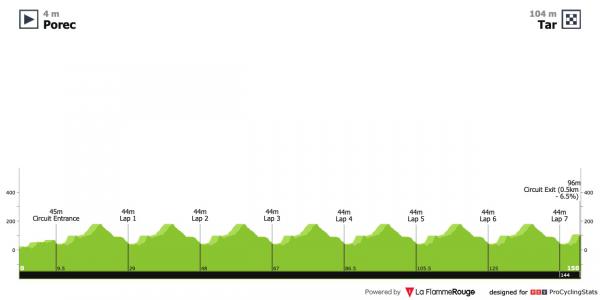 4 m
Porec
104 m
Tar
96m
Circuit Exit (0.5km
- 6.5%)
45m
Circuit Entrance
44m
Lap 1
44m
Lap 2
44m
Lap 3
44m
Lap 4
44m
Lap 5
44m
Lap 6
44m
Lap 7
400
200
0
400
200
0
0
9.5
29
48
67
86.5
105.5
125
144
150
Powered by La FlammeRouge designed for PCS ProCyclingStats